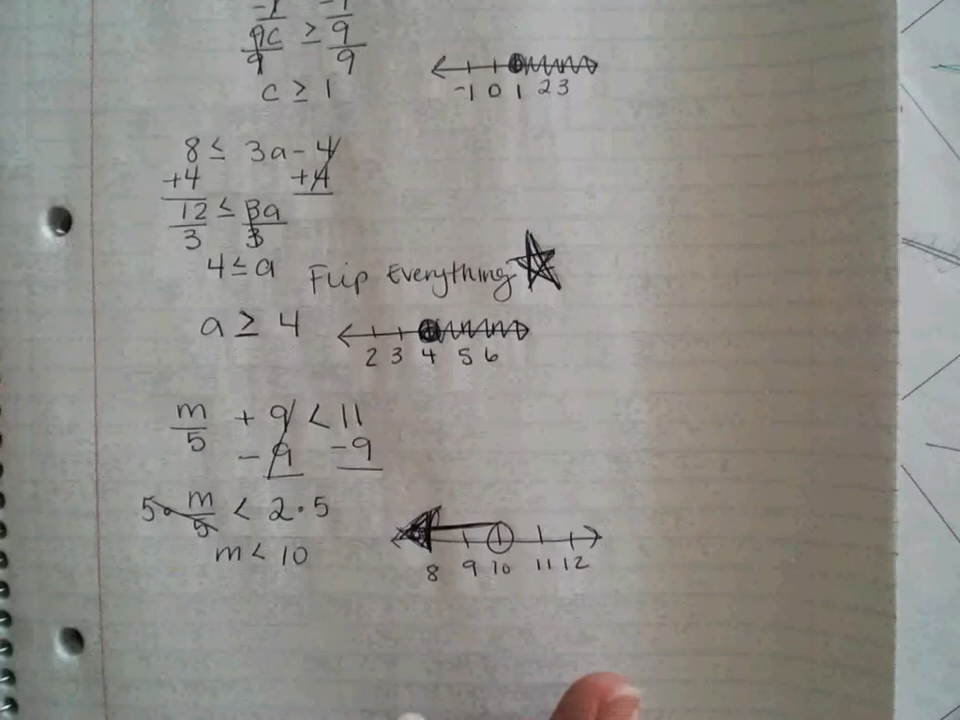 9c ≥ 9
9 9
c ≥ 1
-1 0 1 2 3
8 ≤ 3a - 4
+4 +4
12 ≤ 3a
3 3
4 ≤ a Flip Everything
a ≥ 4
2 3 4 5 6
m/5 + 9 < 11
- 9 - 9
5 • m/5 < 2 • 5
m < 10
8 9 10 11 12